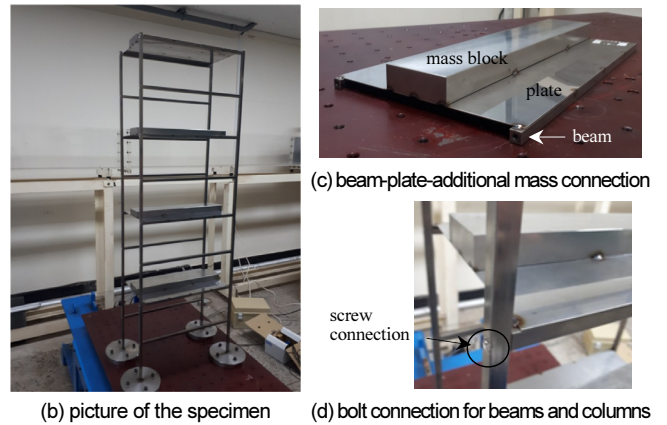 mass block
plate
beam
(c) beam-plate-additional mass connection
screw
connection
(b) picture of the specimen
(d) bolt connection for beams and columns